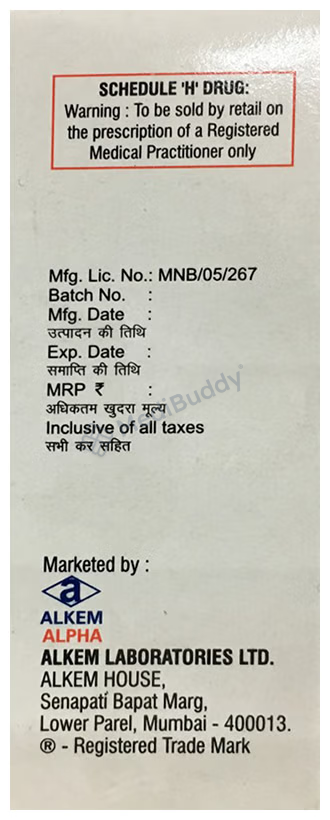 SCHEDULE 'H' DRUG:
Warning : To be sold by retail on
the prescription of a Registered
Medical Practitioner only
Mfg. Lic. No.: MNB/05/267
Batch No. :
Mfg. Date :
उत्पादन की तिथि
Exp. Date :
समाप्ति की तिथि
MRP ₹ :
अधिकतम खुदरा मूल्य
Inclusive of all taxes
सभी कर सहित
MediBuddy
Marketed by :
a
ALKEM
ALPHA
ALKEM LABORATORIES LTD.
ALKEM HOUSE,
Senapati Bapat Marg,
Lower Parel, Mumbai - 400013.
® - Registered Trade Mark